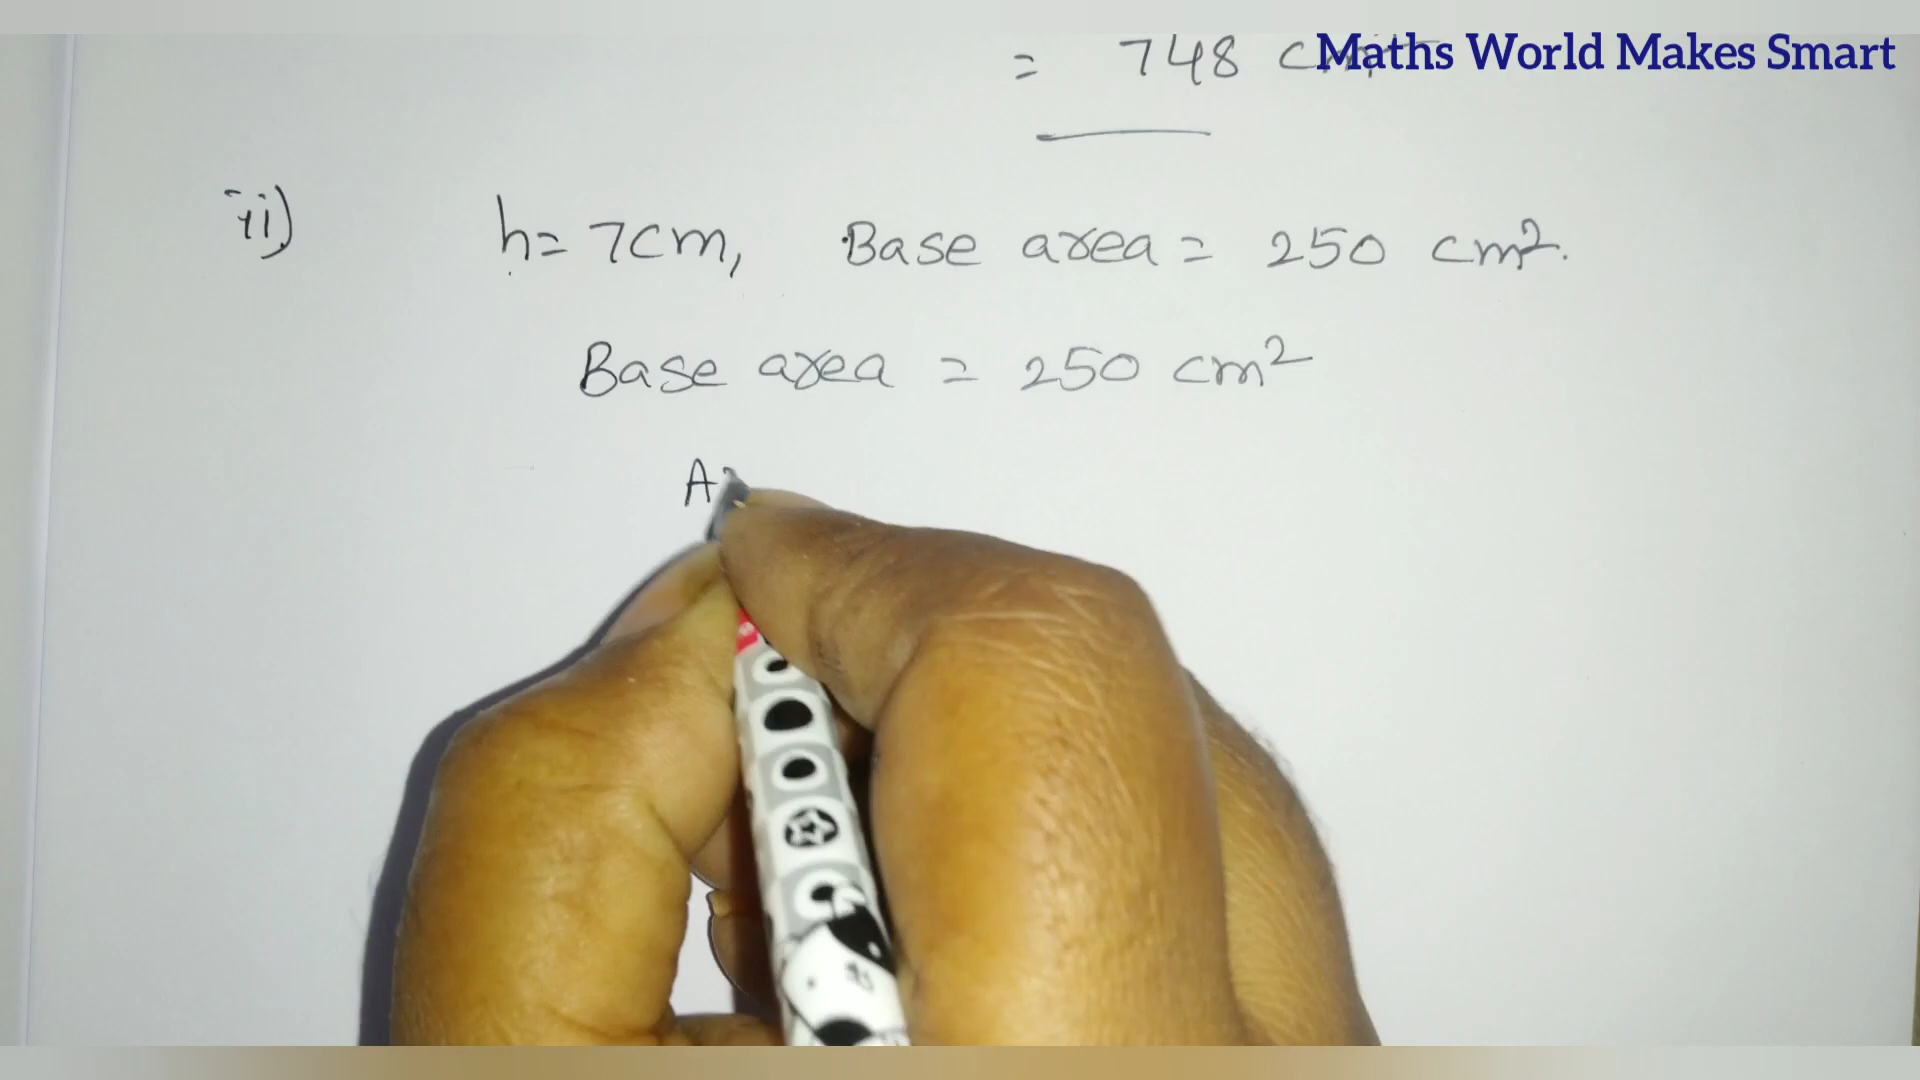 Maths World Makes Smart
= 748
ii) h = 7cm, Base area = 250 cm².
Base area = 250 cm²
A